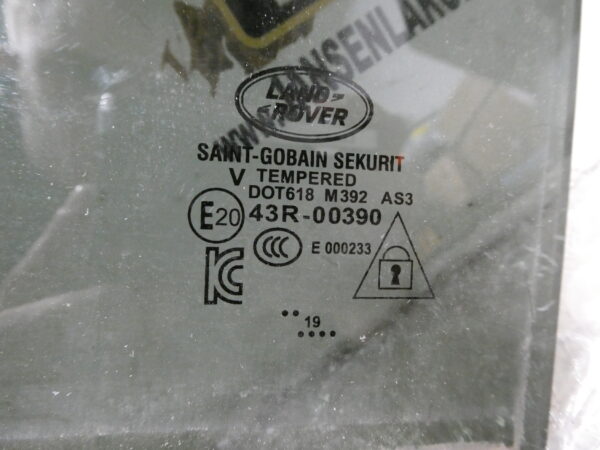 LAND
ROVER
SAINT-GOBAIN SEKURIT
V TEMPERED
DOT618 M392 AS3
E20 43R-00390
CCC E 000233
KC
•• 19
••••